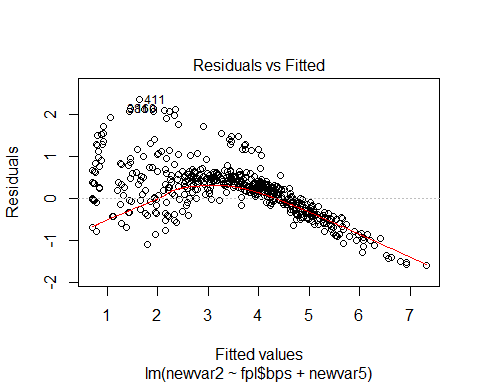 Residuals vs Fitted
Residuals
2
1
0
-1
-2
411
1 2 3 4 5 6 7
Fitted values
lm(newvar2 ~ fpl$bps + newvar5)